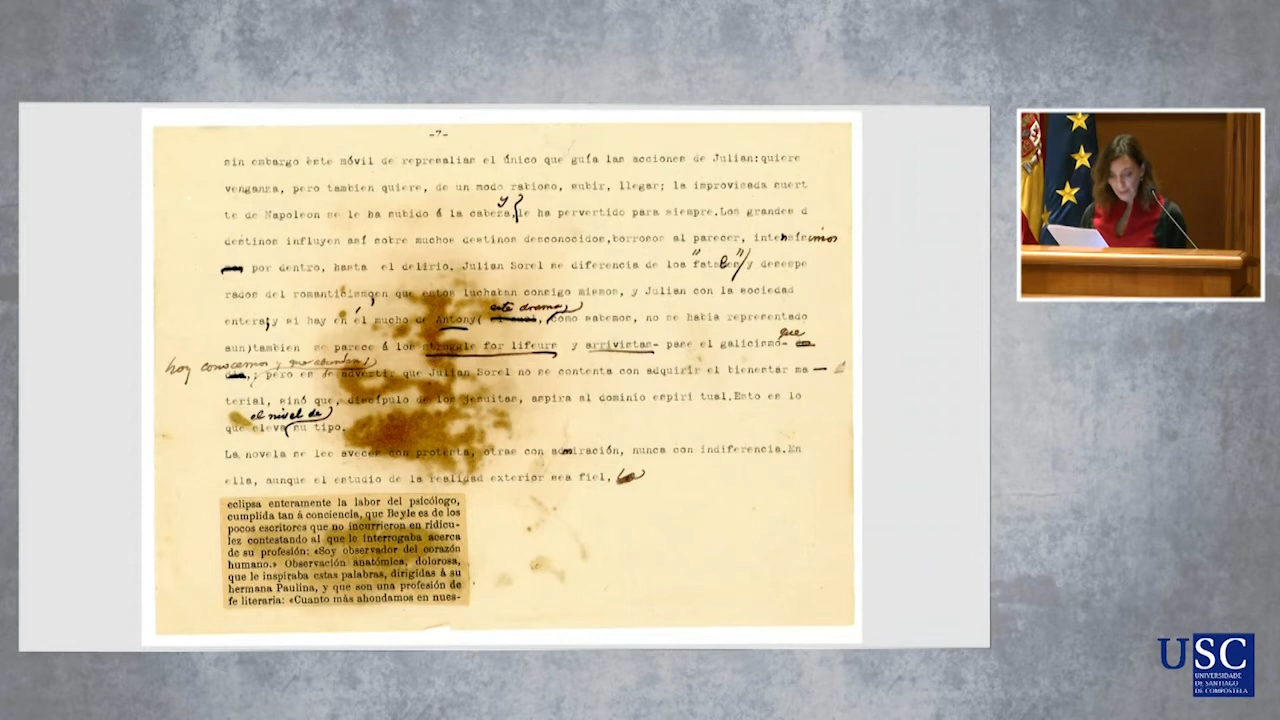 -7-
sin embargo este móvil de represalias el único que guía las acciones de Julian:quiere
venganza, pero tambien quiere, de un modo rabioso, subir, llegar; la improvisada suert
y
te de Napoleon se le ha subido á la cabeza, le ha pervertido para siempre.Los grandes d
destinos influyen así sobre muchos destinos desconocidos,borrosos al parecer, intensísimos
por dentro, hasta el delirio. Julian Sorel se diferencia de los "fatales" y desespe
rados del romanticismo, en que estos luchaban consigo mismos, y Julian con la sociedad
este drama
entera; y si hay en él mucho de Antony( como sabemos, no se habia representado
que
aun)tambien se parece á los struggle for lifeurs y arrivistas- pase el galicismo-
hoy conocemos y que abundan
; pero es de advertir que Julian Sorel no se contenta con adquirir el bienestar ma
terial, sinó que, discípulo de los jesuitas, aspira al dominio espiri tual.Esto es lo
el nivel de
que eleva su tipo.
La novela se lee aveces con protesta, otras con admiración, nunca con indiferencia.En
ella, aunque el estudio de la realidad exterior sea fiel,
eclipsa enteramente la labor del psicólogo,
cumplida tan á conciencia, que Beyle es de los
pocos escritores que no incurrieron en ridicu-
lez contestando al que le interrogaba acerca
de su profesión: «Soy observador del corazón
humano.» Observación anatómica, dolorosa,
que le inspiraba estas palabras, dirigidas á su
hermana Paulina, y que son una profesión de
fe literaria: «Cuanto más ahondamos en nues-
USC
UNIVERSIDADE
DE SANTIAGO
DE COMPOSTELA